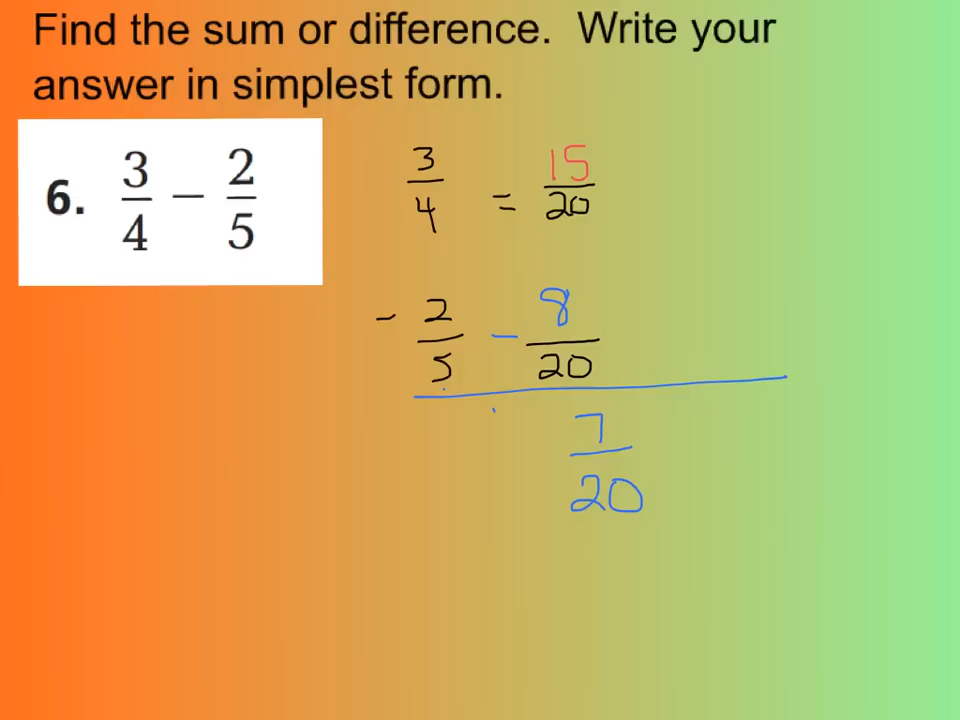 Find the sum or difference. Write your
answer in simplest form.
6. 3/4 − 2/5
3/4 = 15/20
- 2/5 - 8/20
7/20